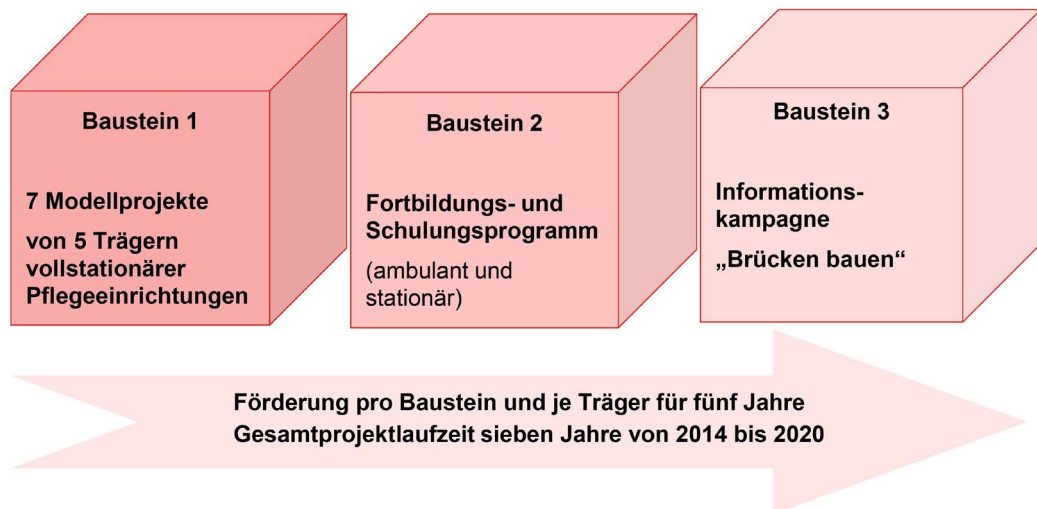 Baustein 1
7 Modellprojekte
von 5 Trägern
vollstationärer
Pflegeeinrichtungen
Baustein 2
Fortbildungs- und
Schulungsprogramm
(ambulant und
stationär)
Baustein 3
Informations-
kampagne
„Brücken bauen“
Förderung pro Baustein und je Träger für fünf Jahre
Gesamtprojektlaufzeit sieben Jahre von 2014 bis 2020